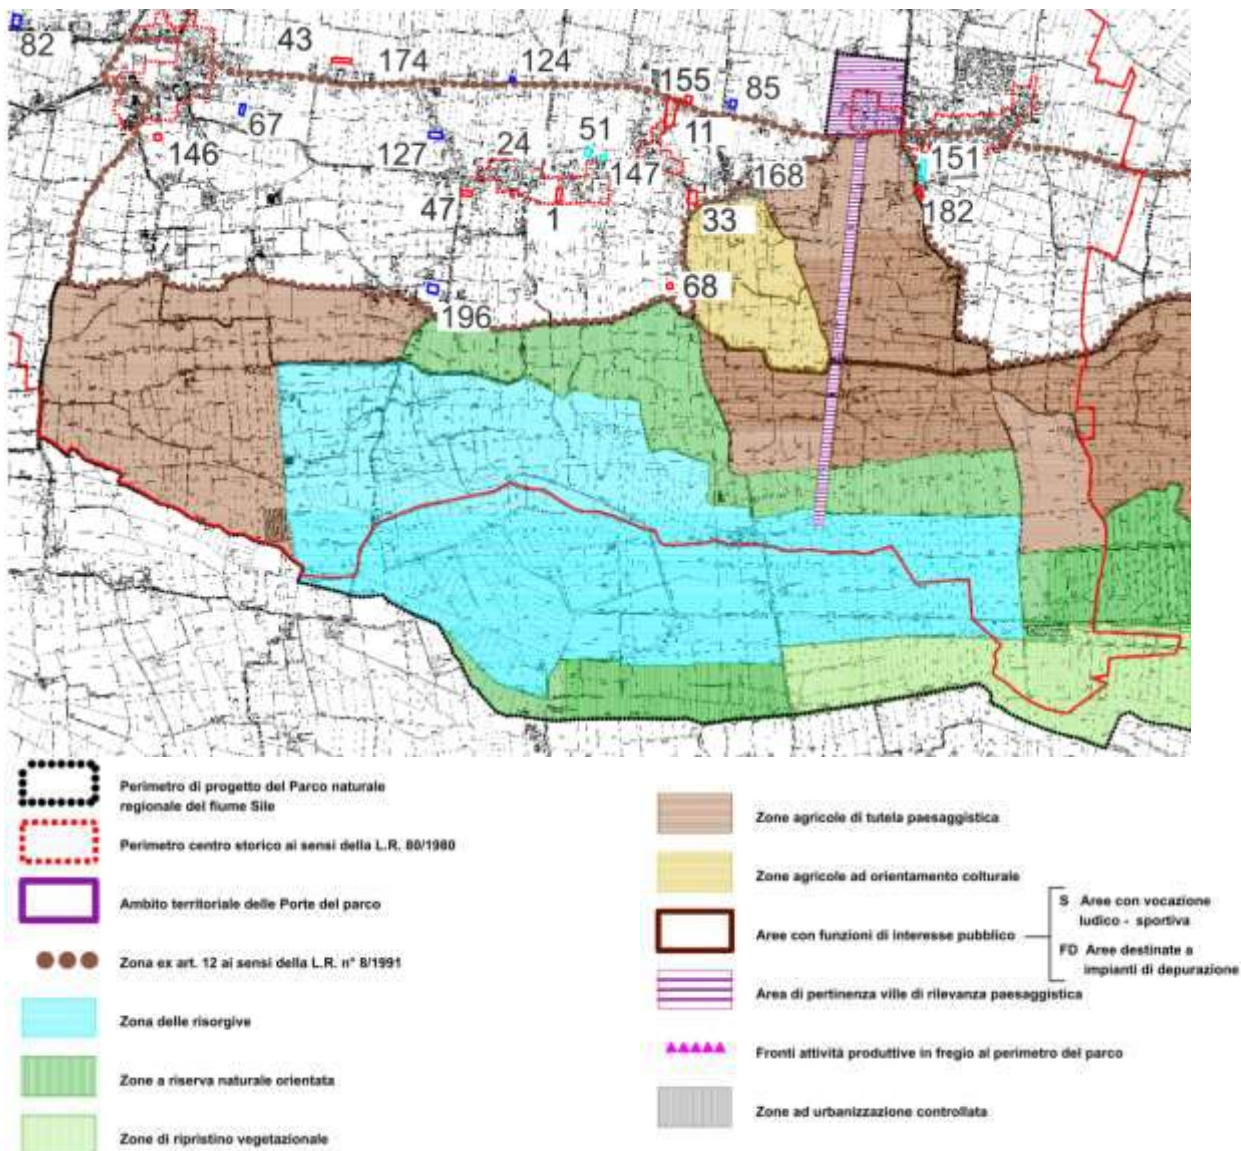 82
43
174
124
155
85
67
146
127
24
51
147
11
168
151
47
1
33
182
68
196
Perimetro di progetto del Parco naturale
regionale del fiume Sile
Perimetro centro storico ai sensi della L.R. 80/1980
Ambito territoriale delle Porte del parco
Zona ex art. 12 ai sensi della L.R. n° 8/1991
Zona delle risorgive
Zone a riserva naturale orientata
Zone di ripristino vegetazionale
Zone agricole di tutela paesaggistica
Zone agricole ad orientamento colturale
Aree con funzioni di interesse pubblico
S Aree con vocazione
ludico - sportiva
FD Aree destinate a
impianti di depurazione
Area di pertinenza ville di rilevanza paesaggistica
Fronti attività produttive in fregio al perimetro del parco
Zone ad urbanizzazione controllata